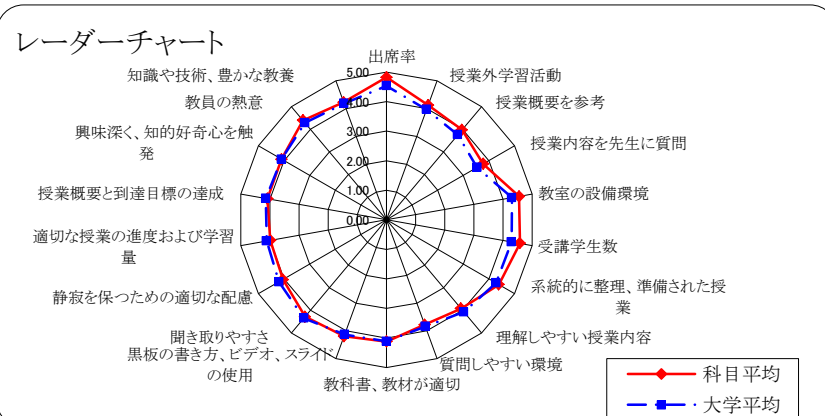 レーダーチャート
出席率
授業外学習活動
授業概要を参考
授業内容を先生に質問
教室の設備環境
受講学生数
系統的に整理、準備された授
業
理解しやすい授業内容
質問しやすい環境
教科書、教材が適切
黒板の書き方、ビデオ、スライド
の使用
聞き取りやすさ
静寂を保つための適切な配慮
適切な授業の進度および学習
量
授業概要と到達目標の達成
興味深く、知的好奇心を触
発
教員の熱意
知識や技術、豊かな教養
5.00
4.00
3.00
2.00
1.00
0.00
科目平均
大学平均